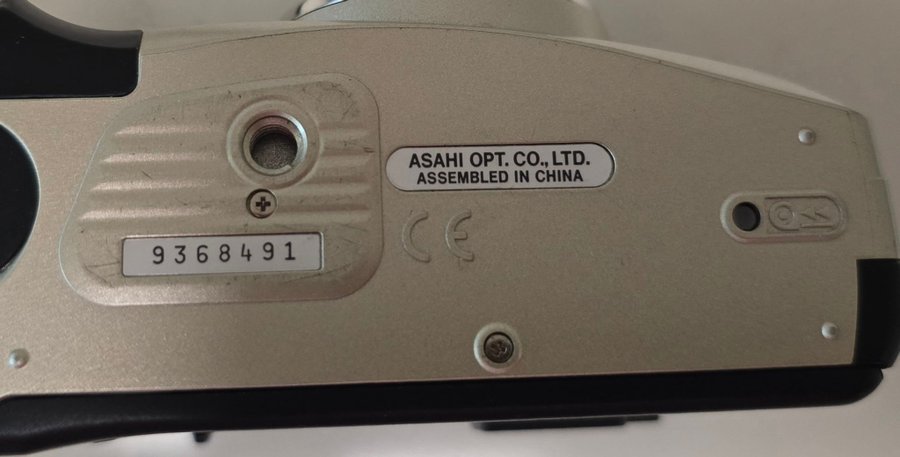 ASAHI OPT. CO., LTD.
ASSEMBLED IN CHINA
CE
9368491